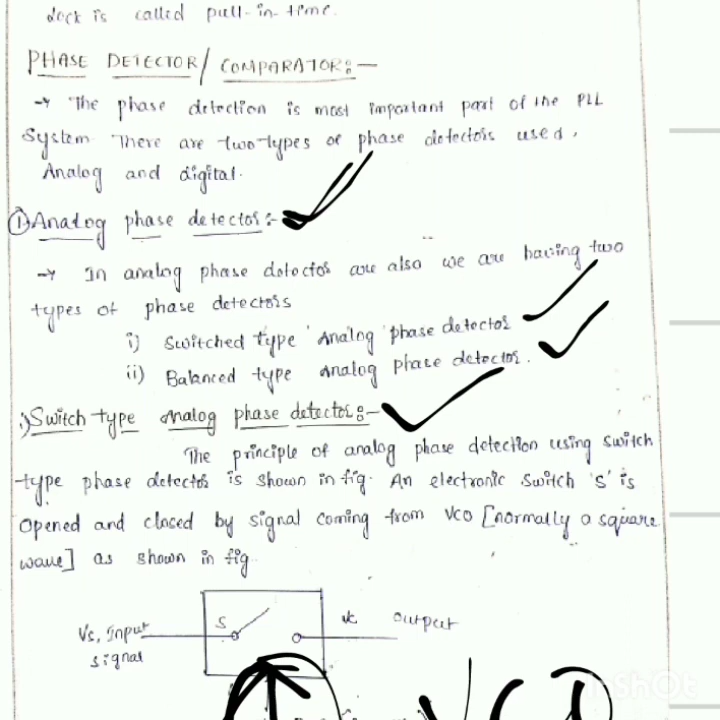 lock is called pull-in-time.
PHASE DETECTOR/ COMPARATOR:-
→ The phase detection is most important part of the PLL
System. There are two types of phase detectors used.
Analog and digital.
① Analog phase detector:-
→ In analog phase detector are also we are having two
types of phase detectors
i) Switched type Analog phase detector
ii) Balanced type Analog phase detector.
i) Switch type Analog phase detector:-
The principle of analog phase detection using switch
type phase detector is shown in fig. An electronic switch 's' is
Opened and closed by signal coming from VCO [normally a square
wave] as shown in fig
S
Vs, Input
signal
output
VCO
InShOt